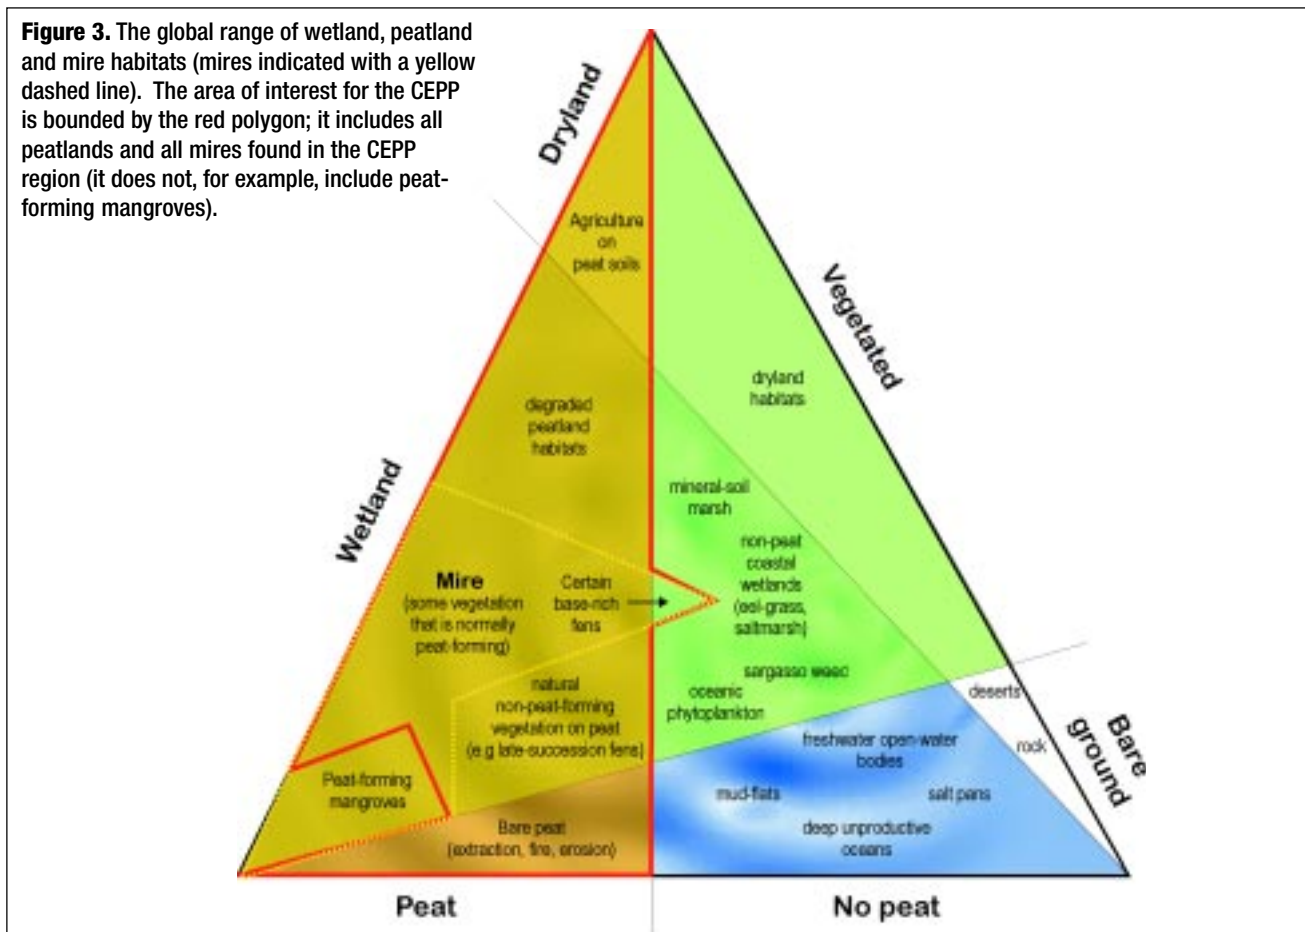 Figure 3. The global range of wetland, peatland
and mire habitats (mires indicated with a yellow
dashed line). The area of interest for the CEPP
is bounded by the red polygon; it includes all
peatlands and all mires found in the CEPP
region (it does not, for example, include peat-
forming mangroves).
Dryland
Agriculture
on
peat soils
Vegetated
dryland
habitats
degraded
peatland
habitats
Wetland
mineral-soil
marsh
non-peat
coastal
wetlands
(eel-grass,
saltmarsh)
Mire
(some vegetation
that is normally
peat-forming)
Certain
base-rich
fens
sargasso weed
oceanic
phytoplankton
natural
non-peat-forming
vegetation on peat
(e.g late-succession fens)
deserts
rock
Bare
ground
freshwater open-water
bodies
Peat-forming
mangroves
mud-flats
salt pans
Bare peat
(extraction, fire, erosion)
deep unproductive
oceans
Peat
No peat